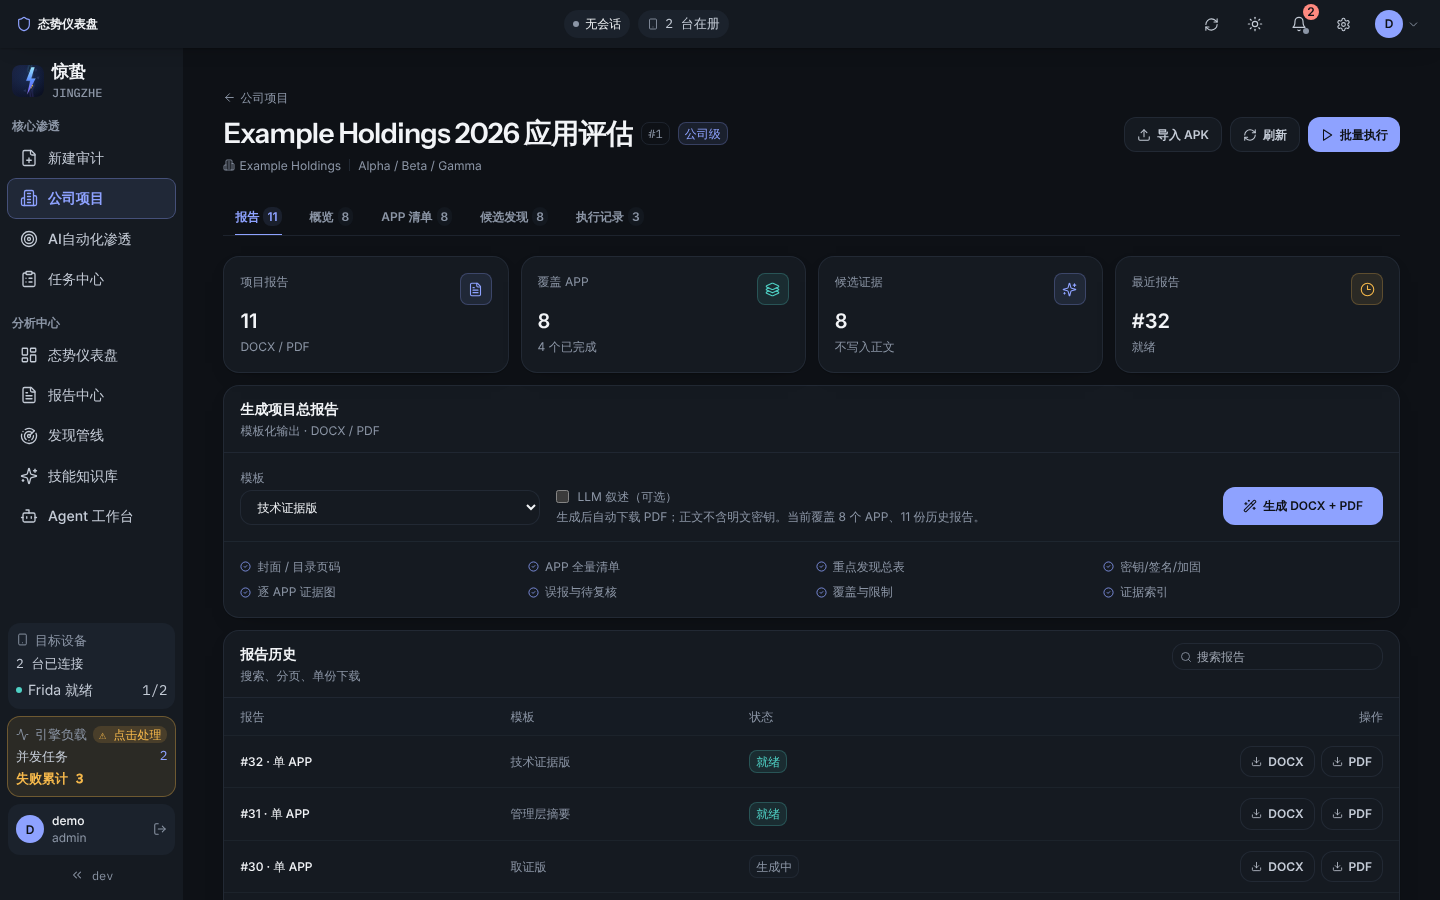 态势仪表盘
无会话
2 台在册
2
D
惊蛰
JINGZHE
核心渗透
新建审计
公司项目
AI自动化渗透
任务中心
分析中心
态势仪表盘
报告中心
发现管线
技能知识库
Agent 工作台
目标设备
2 台已连接
Frida 就绪 1/2
引擎负载 ⚠ 点击处理
并发任务 2
失败累计 3
D
demo
admin
dev
← 公司项目
Example Holdings 2026 应用评估 #1 公司级
导入 APK
刷新
批量执行
Example Holdings Alpha / Beta / Gamma
报告 11 概览 8 APP 清单 8 候选发现 8 执行记录 3
项目报告
11
DOCX / PDF
覆盖 APP
8
4 个已完成
候选证据
8
不写入正文
最近报告
#32
就绪
生成项目总报告
模板化输出 · DOCX / PDF
模板
技术证据版
LLM 叙述（可选）
生成后自动下载 PDF；正文不含明文密钥。当前覆盖 8 个 APP、11 份历史报告。
生成 DOCX + PDF
封面 / 目录页码 APP 全量清单 重点发现总表 密钥/签名/加固
逐 APP 证据图 误报与待复核 覆盖与限制 证据索引
报告历史
搜索、分页、单份下载
搜索报告
报告 模板 状态 操作
#32 · 单 APP 技术证据版 就绪 DOCX PDF
#31 · 单 APP 管理层摘要 就绪 DOCX PDF
#30 · 单 APP 取证版 生成中 DOCX PDF